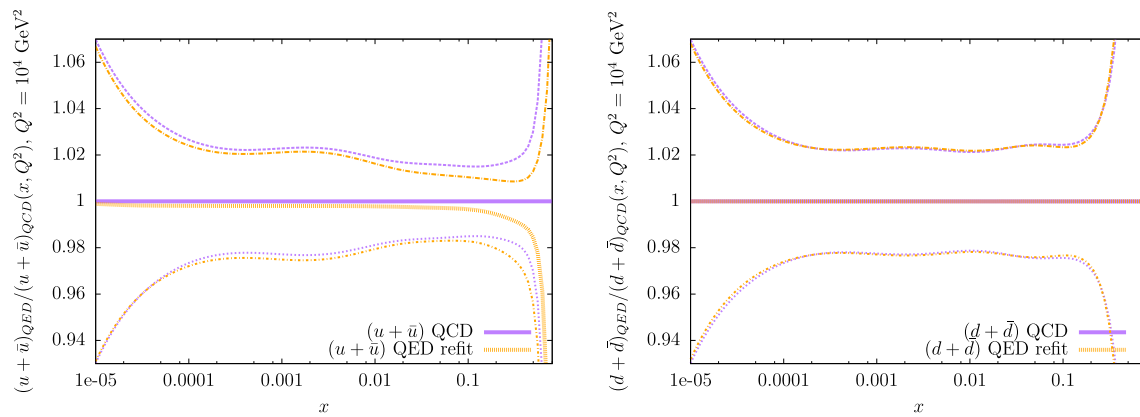 (u + ū)_{QED}/(u + ū)_{QCD}(x, Q²), Q² = 10⁴ GeV²
1.06
1.04
1.02
1
0.98
0.96
0.94
1e-05
0.0001
0.001
0.01
0.1
x
(u + ū) QCD
(u + ū) QED refit
(d + d̄)_{QED}/(d + d̄)_{QCD}(x, Q²), Q² = 10⁴ GeV²
1.06
1.04
1.02
1
0.98
0.96
0.94
1e-05
0.0001
0.001
0.01
0.1
x
(d + d̄) QCD
(d + d̄) QED refit